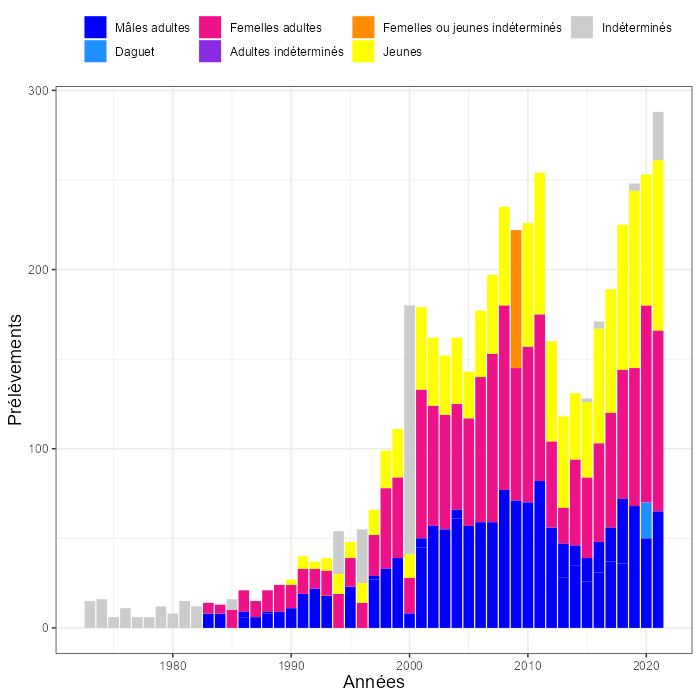 Mâles adultes Femelles adultes Femelles ou jeunes indéterminés Indéterminés
Daguet Adultes indéterminés Jeunes
300
200
100
0
Prélèvements
1980 1990 2000 2010 2020
Années